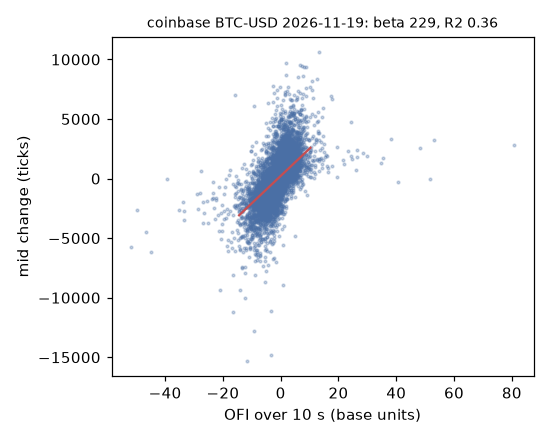 coinbase BTC-USD 2026-11-19: beta 229, R2 0.36
10000
5000
0
−5000
−10000
−15000
mid change (ticks)
−40 −20 0 20 40 60 80
OFI over 10 s (base units)